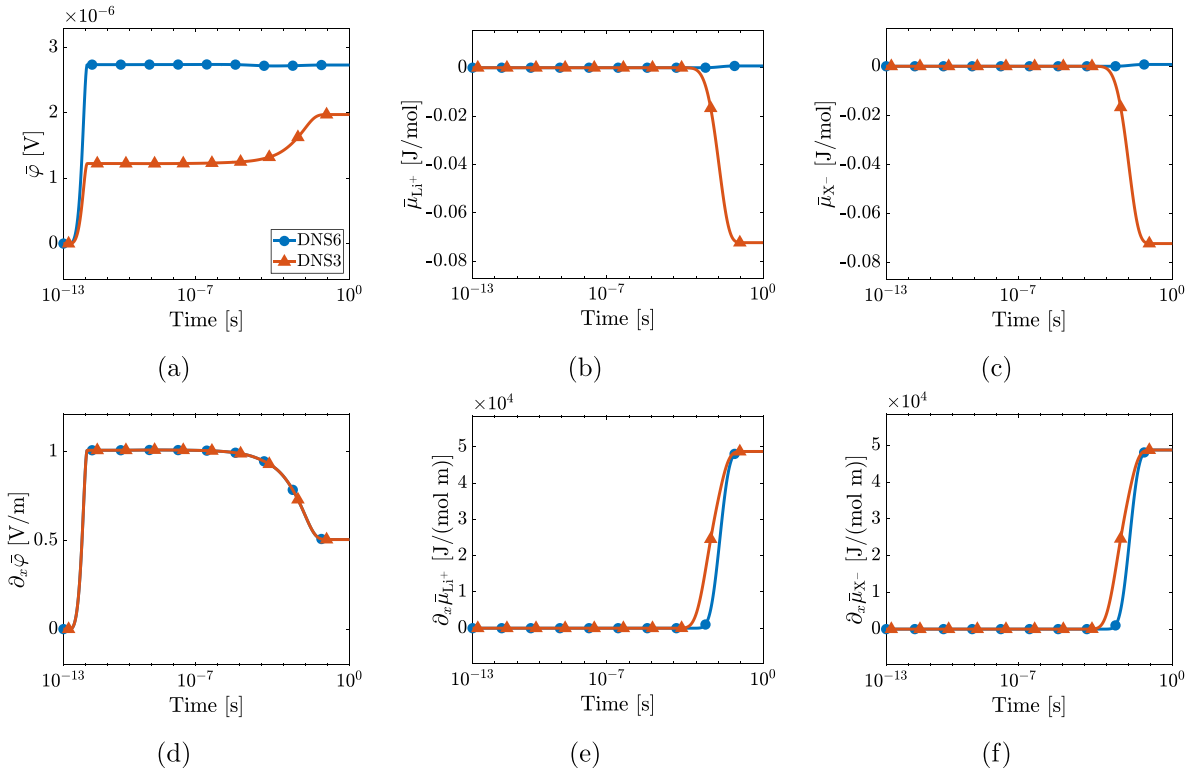 ×10⁻⁶
3
2
1
0
φ̄ [V]
DNS6
DNS3
10⁻¹³
10⁻⁷
10⁰
Time [s]
(a)
0
-0.02
-0.04
-0.06
-0.08
μ̄_Li⁺ [J/mol]
10⁻¹³
10⁻⁷
10⁰
Time [s]
(b)
0
-0.02
-0.04
-0.06
-0.08
μ̄_X⁻ [J/mol]
10⁻¹³
10⁻⁷
10⁰
Time [s]
(c)
1
0.5
0
∂ₓφ̄ [V/m]
10⁻¹³
10⁻⁷
10⁰
Time [s]
(d)
×10⁴
5
4
3
2
1
0
∂ₓμ̄_Li⁺ [J/(mol m)]
10⁻¹³
10⁻⁷
10⁰
Time [s]
(e)
×10⁴
5
4
3
2
1
0
∂ₓμ̄_X⁻ [J/(mol m)]
10⁻¹³
10⁻⁷
10⁰
Time [s]
(f)